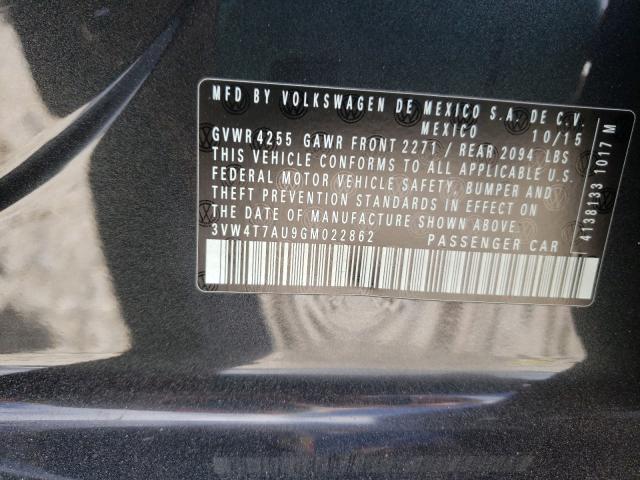 MFD BY VOLKSWAGEN DE MEXICO S.A. DE C.V.
MEXICO 10/15
GVWR4255 GAWR FRONT 2271 / REAR 2094 LBS
THIS VEHICLE CONFORMS TO ALL APPLICABLE U.S.
FEDERAL MOTOR VEHICLE SAFETY, BUMPER AND
THEFT PREVENTION STANDARDS IN EFFECT ON
THE DATE OF MANUFACTURE SHOWN ABOVE.
3VW4T7AU9GM022862 PASSENGER CAR
4138133 1017 M